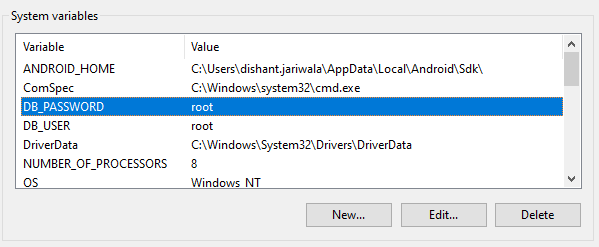 System variables
Variable Value
ANDROID_HOME C:\Users\dishant.jariwala\AppData\Local\Android\Sdk\
ComSpec C:\Windows\system32\cmd.exe
DB_PASSWORD root
DB_USER root
DriverData C:\Windows\System32\Drivers\DriverData
NUMBER_OF_PROCESSORS 8
OS Windows_NT
New... Edit... Delete